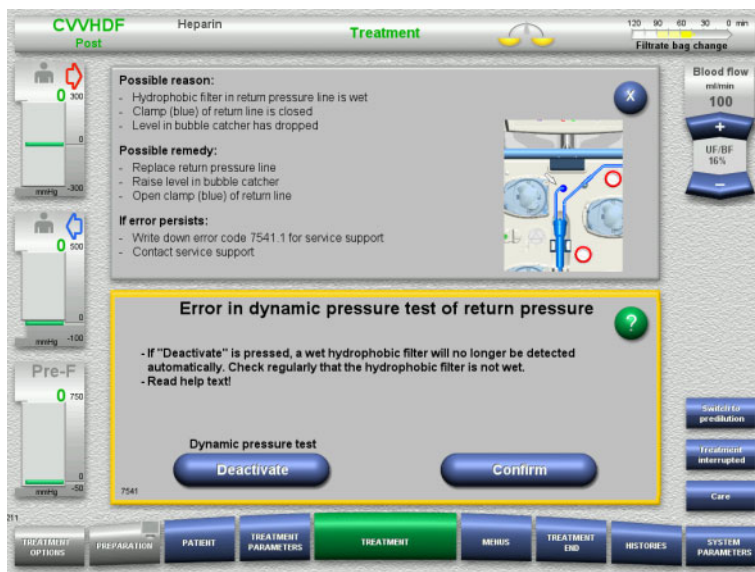 CVVHDF
Post
Heparin
Treatment
120 90 60 30 0 min
Filtrate bag change
0 300
0
mmHg -300
0 500
0
mmHg -100
Pre-F
0 750
0
mmHg -50
Possible reason:
- Hydrophobic filter in return pressure line is wet
- Clamp (blue) of return line is closed
- Level in bubble catcher has dropped
Possible remedy:
- Replace return pressure line
- Raise level in bubble catcher
- Open clamp (blue) of return line
If error persists:
- Write down error code 7541.1 for service support
- Contact service support
X
Error in dynamic pressure test of return pressure
?
- If "Deactivate" is pressed, a wet hydrophobic filter will no longer be detected
automatically. Check regularly that the hydrophobic filter is not wet.
- Read help text!
Dynamic pressure test
Deactivate
Confirm
7541
Blood flow
ml/min
100
+
UF/BF
16%
−
Switch to
predilution
Treatment
interrupted
Care
211
TREATMENT
OPTIONS
PREPARATION
PATIENT
TREATMENT
PARAMETERS
TREATMENT
MENUS
TREATMENT
END
HISTORIES
SYSTEM
PARAMETERS